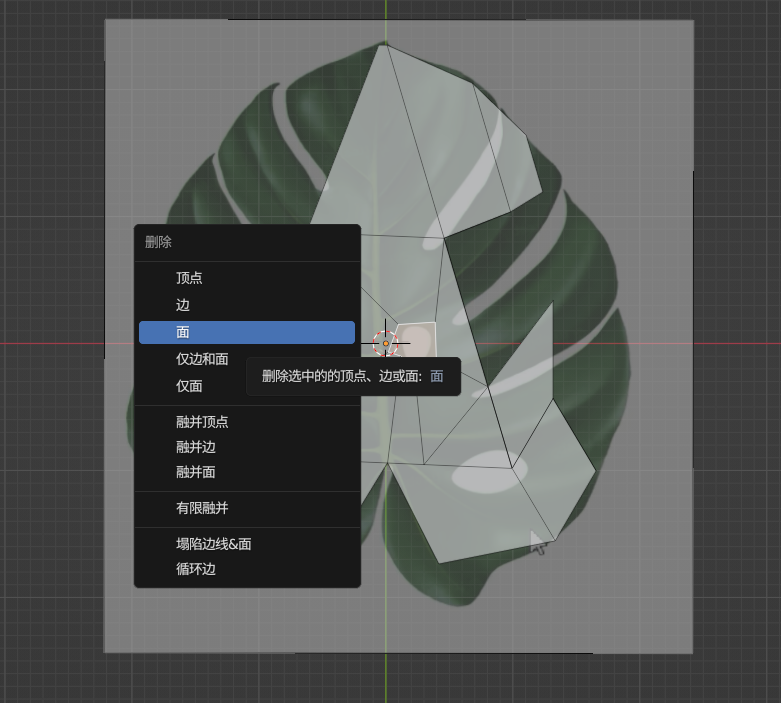 删除
顶点
边
面
仅边和面
仅面
删除选中的的顶点、边或面: 面
融并顶点
融并边
融并面
有限融并
塌陷边线&面
循环边